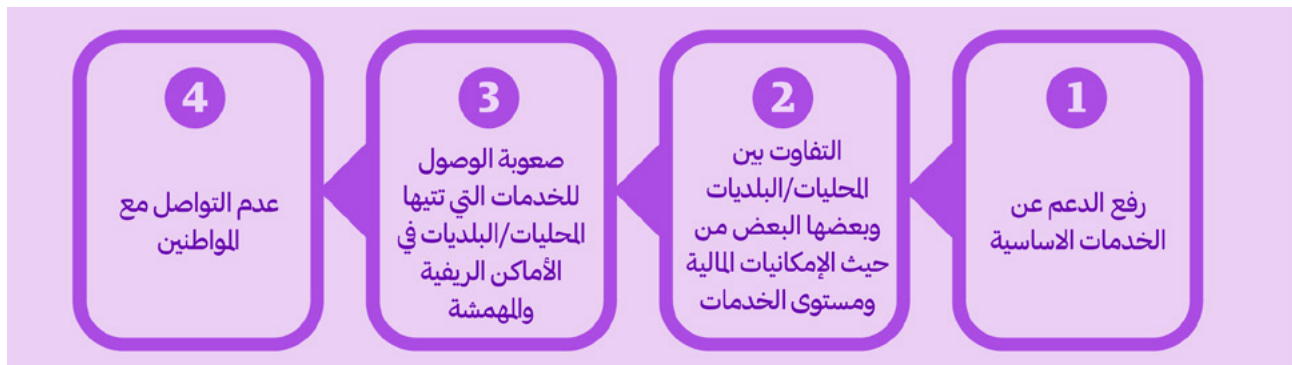 1
رفع الدعم عن
الخدمات الاساسية
2
التفاوت بين
المحليات/البلديات
وبعضها البعض من
حيث الإمكانيات المالية
ومستوى الخدمات
3
صعوبة الوصول
للخدمات التي تتيها
المحليات/البلديات في
الأماكن الريفية
والمهمشة
4
عدم التواصل مع
المواطنين